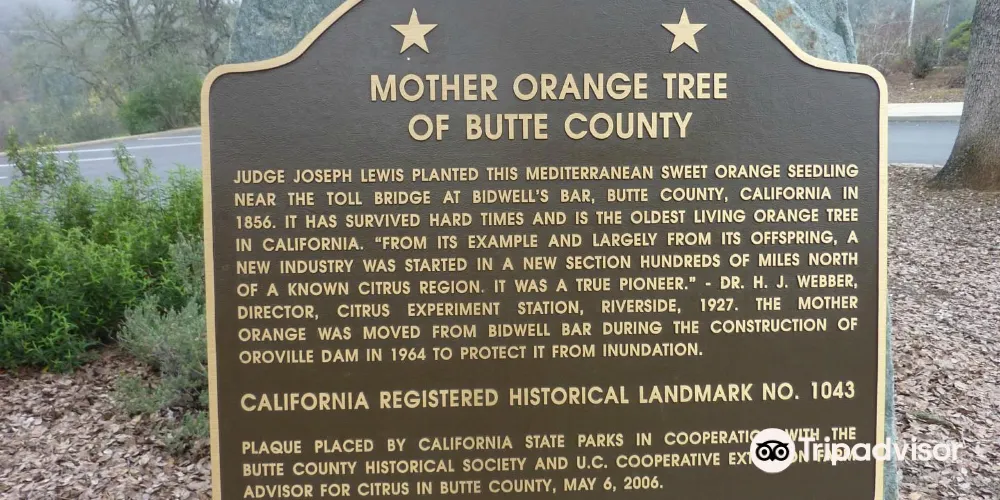 MOTHER ORANGE TREE
OF BUTTE COUNTY
JUDGE JOSEPH LEWIS PLANTED THIS MEDITERRANEAN SWEET ORANGE SEEDLING
NEAR THE TOLL BRIDGE AT BIDWELL'S BAR, BUTTE COUNTY, CALIFORNIA IN
1856. IT HAS SURVIVED HARD TIMES AND IS THE OLDEST LIVING ORANGE TREE
IN CALIFORNIA. “FROM ITS EXAMPLE AND LARGELY FROM ITS OFFSPRING, A
NEW INDUSTRY WAS STARTED IN A NEW SECTION HUNDREDS OF MILES NORTH
OF A KNOWN CITRUS REGION. IT WAS A TRUE PIONEER.” - DR. H. J. WEBBER,
DIRECTOR, CITRUS EXPERIMENT STATION, RIVERSIDE, 1927. THE MOTHER
ORANGE WAS MOVED FROM BIDWELL BAR DURING THE CONSTRUCTION OF
OROVILLE DAM IN 1964 TO PROTECT IT FROM INUNDATION.
CALIFORNIA REGISTERED HISTORICAL LANDMARK NO. 1043
PLAQUE PLACED BY CALIFORNIA STATE PARKS IN COOPERATION WITH THE
BUTTE COUNTY HISTORICAL SOCIETY AND U.C. COOPERATIVE
ADVISOR FOR CITRUS IN BUTTE COUNTY, MAY 6, 2006.
Tripadvisor